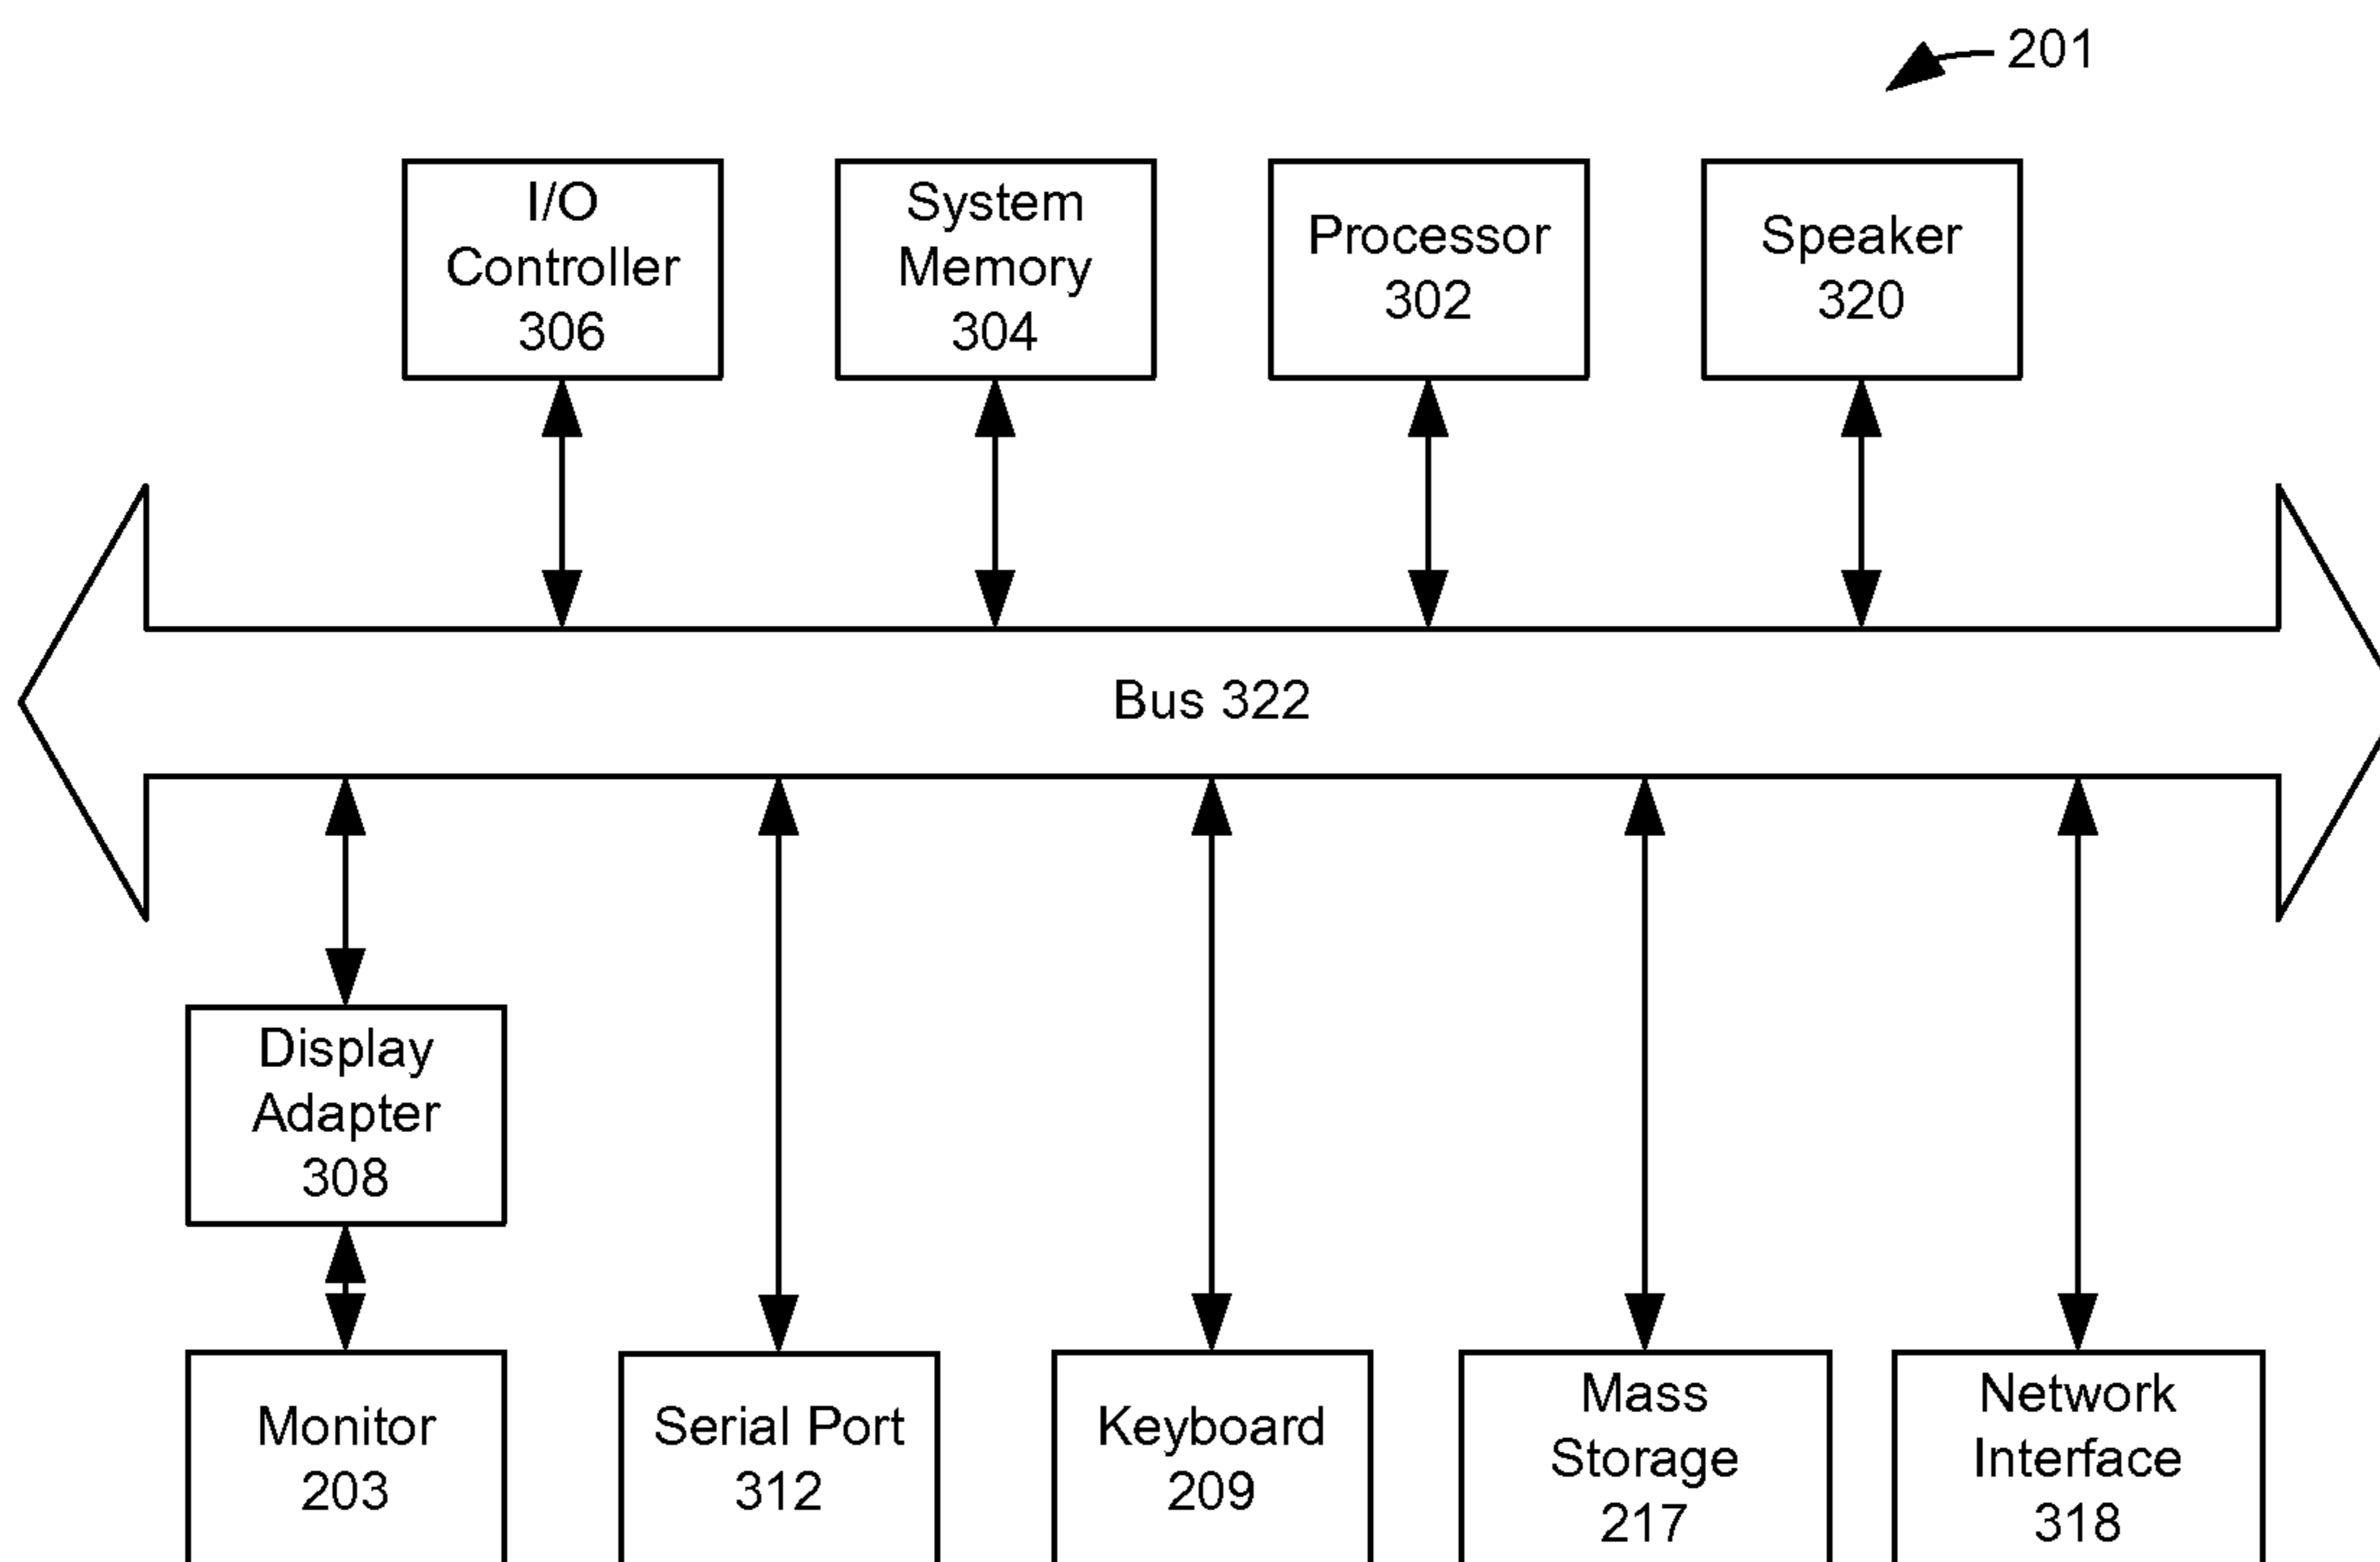 201
I/O
Controller
306
System
Memory
304
Processor
302
Speaker
320
Bus 322
Display
Adapter
308
Monitor
203
Serial Port
312
Keyboard
209
Mass
Storage
217
Network
Interface
318